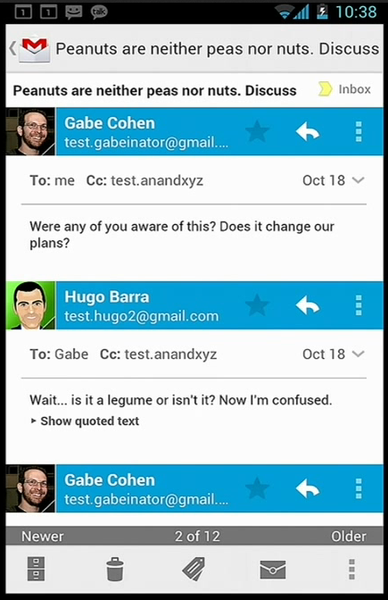 1 1 talk 10:38
Peanuts are neither peas nor nuts. Discuss
Peanuts are neither peas nor nuts. Discuss Inbox
Gabe Cohen
test.gabeinator@gmail....
To: me Cc: test.anandxyz Oct 18
Were any of you aware of this? Does it change our
plans?
Hugo Barra
test.hugo2@gmail.com
To: Gabe Cc: test.anandxyz Oct 18
Wait... is it a legume or isn't it? Now I'm confused.
Show quoted text
Gabe Cohen
test.gabeinator@gmail....
Newer 2 of 12 Older